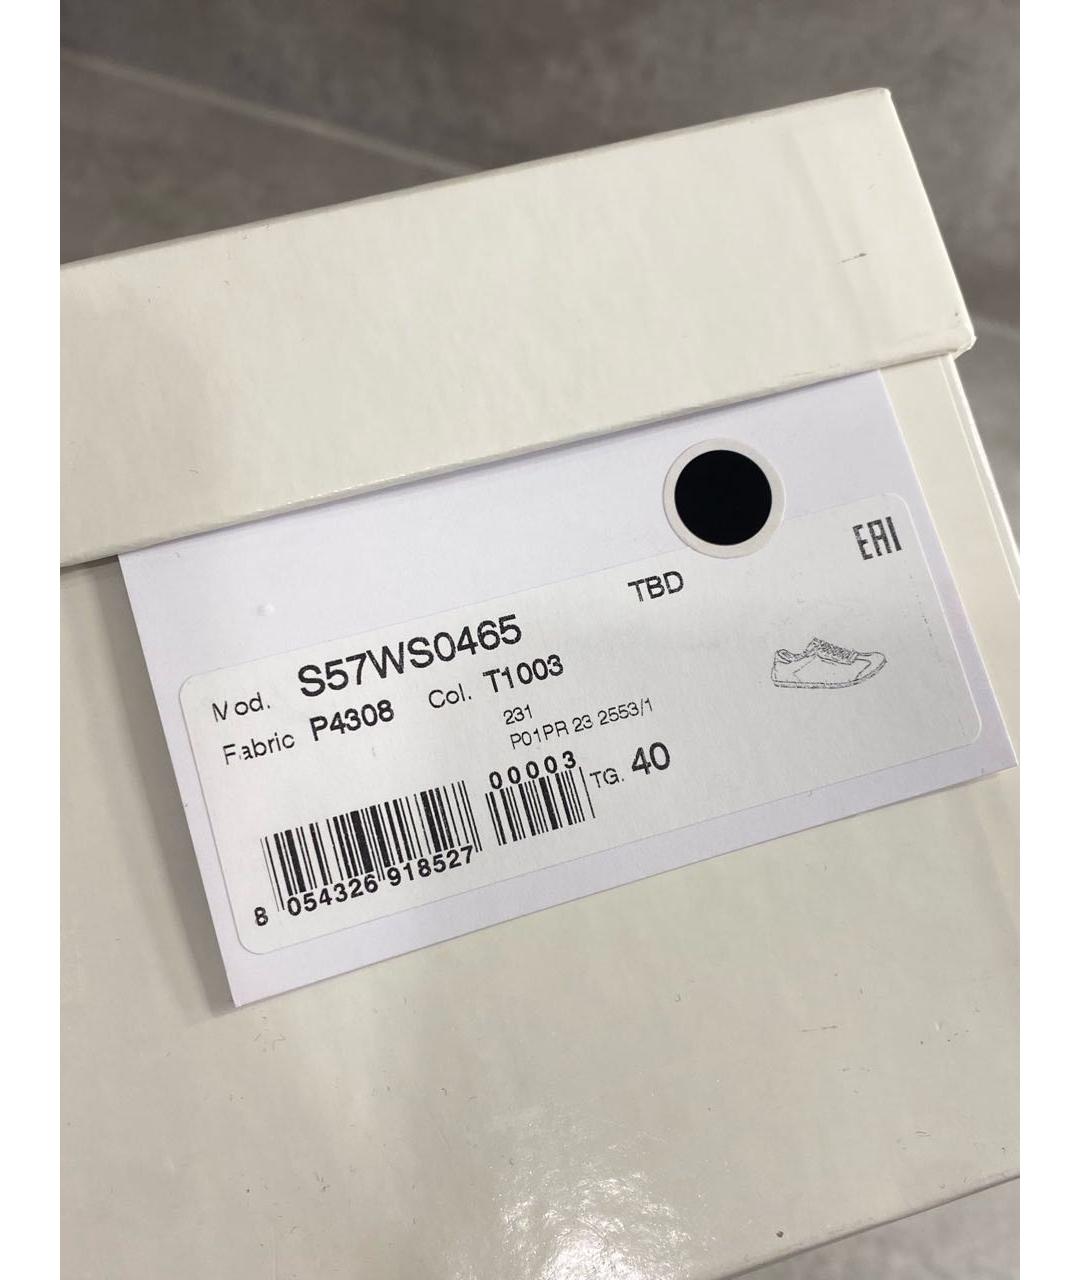 EAC
TBD
Mod. S57WS0465
Fabric P4308 Col. T1003
231
P01PR 23 2553/1
00003
TG. 40
8 054326 918527